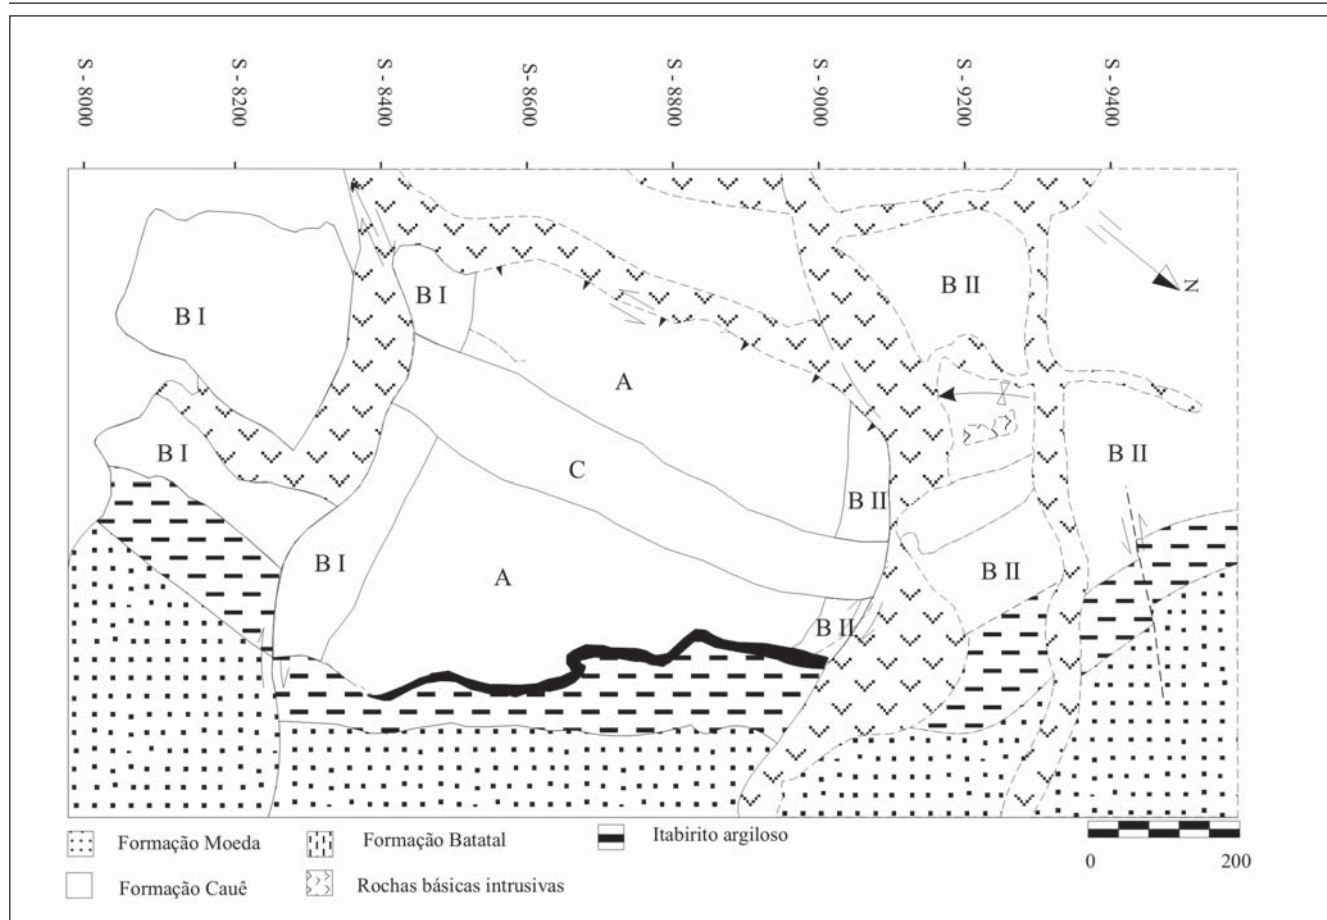 S - 8000
S - 8200
S - 8400
S - 8600
S - 8800
S - 9000
S - 9200
S - 9400
B I
B I
B II
N
A
B I
C
B II
B II
B I
A
B II
B II
Formação Moeda
Formação Batatal
Itabirito argiloso
Formação Cauê
Rochas básicas intrusivas
0
200